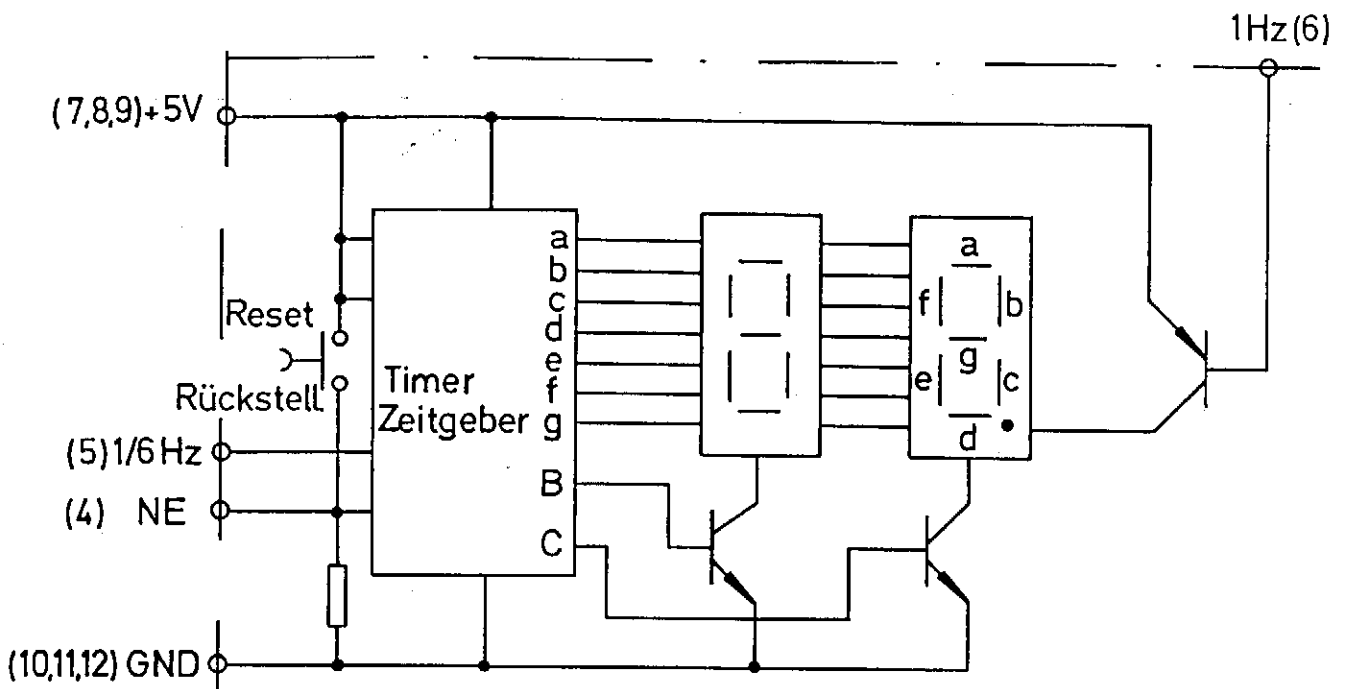 1Hz(6)
(7,8,9)+5V
Reset
Rückstell
(5)1/6 Hz
(4) NE
(10,11,12) GND
Timer
Zeitgeber
a
b
c
d
e
f
g
B
C
a
f b
g
e c
d